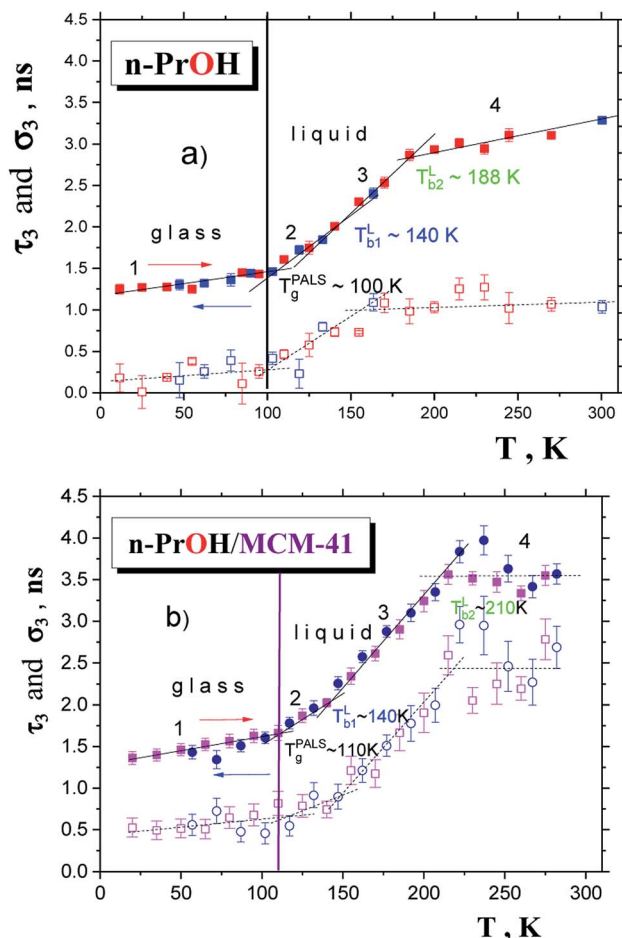 4.5
4.0
3.5
3.0
2.5
2.0
1.5
1.0
0.5
0.0
τ₃ and σ₃ , ns
n-PrOH
a)
liquid
glass
1
2
3
4
T_b2^L ~ 188 K
T_b1^L ~ 140 K
T_g^PALS ~ 100 K
0 50 100 150 200 250 300
T , K
4.5
4.0
3.5
3.0
2.5
2.0
1.5
1.0
0.5
0.0
τ₃ and σ₃ , ns
n-PrOH/MCM-41
b)
liquid
glass
1
2
3
4
T_b2^L ~210K
T_b1^L ~140K
T_g^PALS ~110K
0 50 100 150 200 250 300
T, K